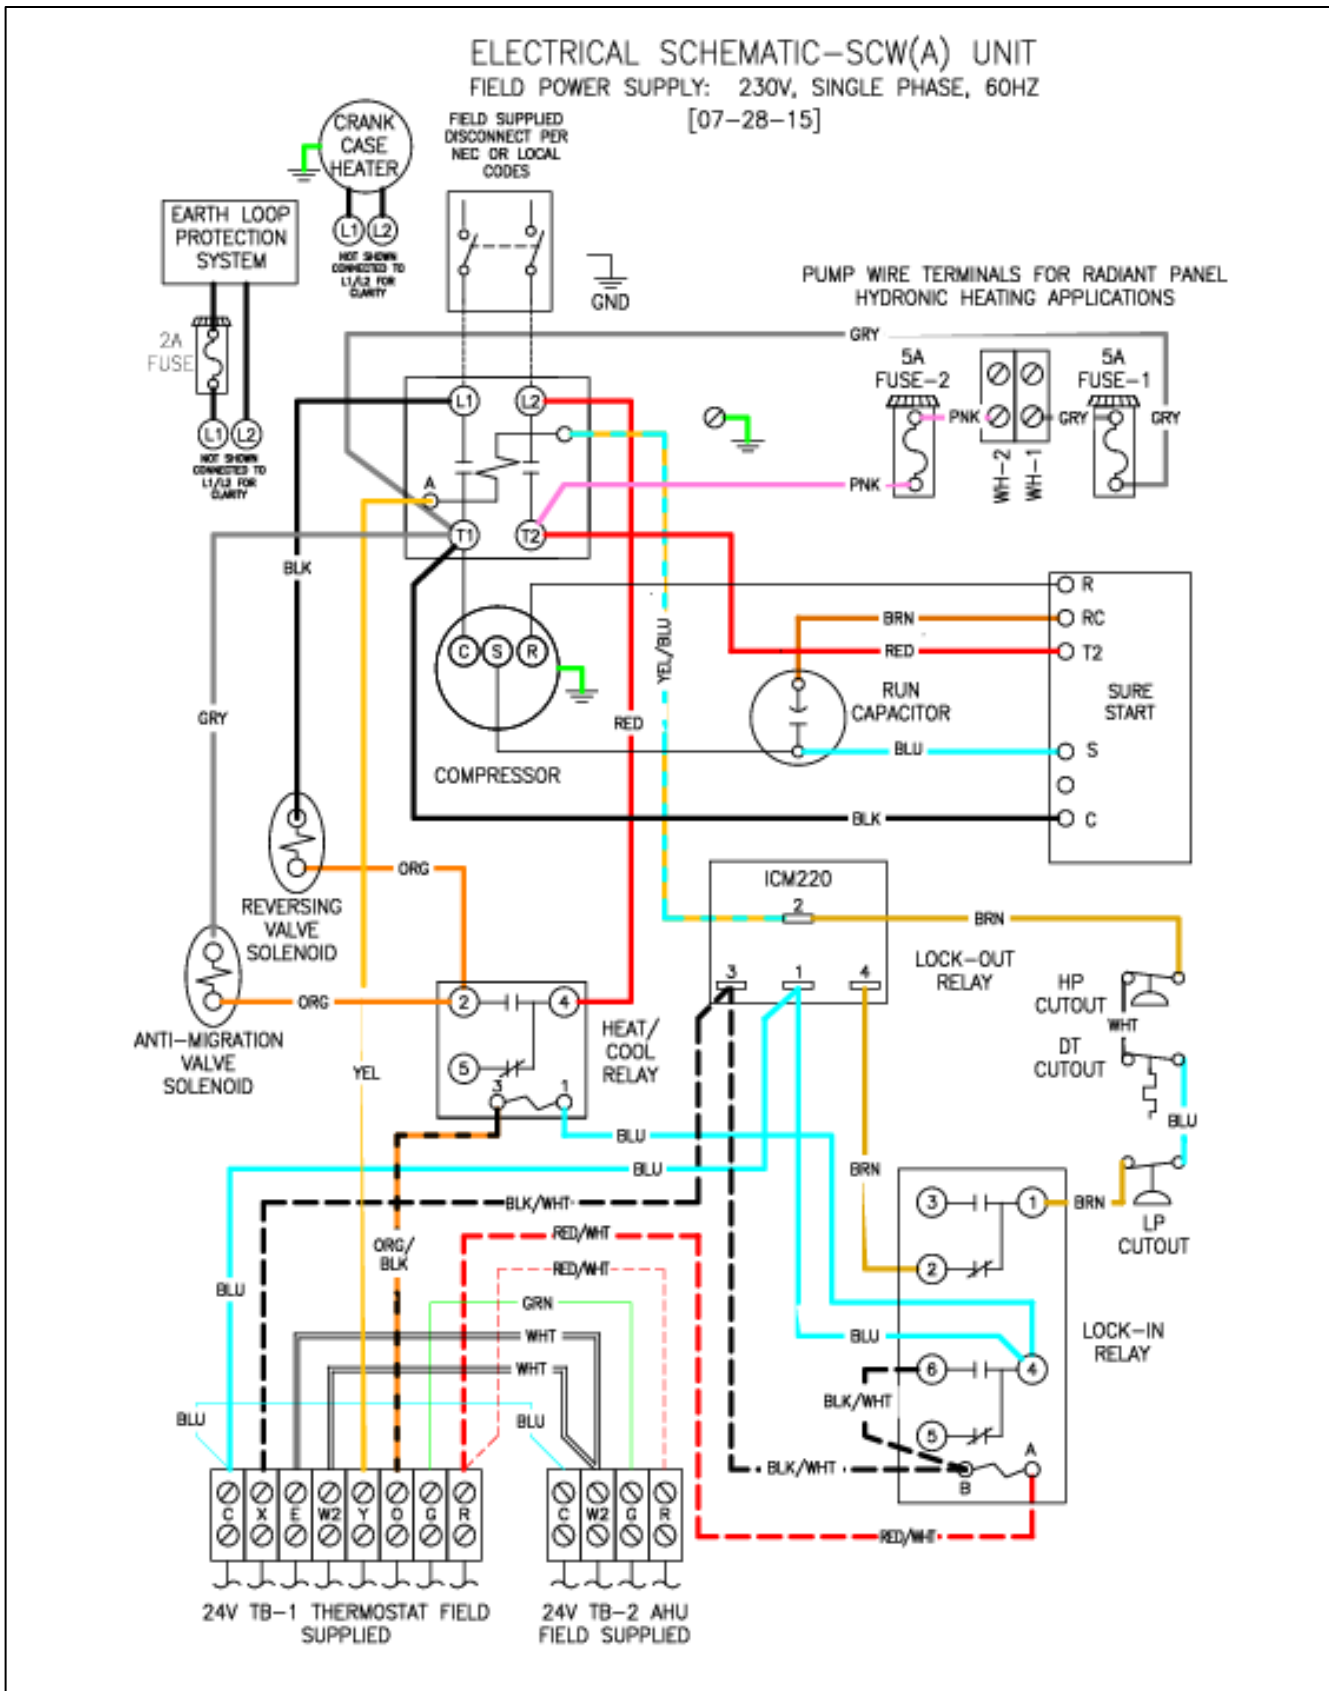 ELECTRICAL SCHEMATIC-SCW(A) UNIT
FIELD POWER SUPPLY: 230V, SINGLE PHASE, 60HZ
[07-28-15]
CRANK
CASE
HEATER
L1 L2
NOT SHOWN
CONNECTED TO
L1/L2 FOR
CLARITY
FIELD SUPPLIED
DISCONNECT PER
NEC OR LOCAL
CODES
GND
EARTH LOOP
PROTECTION
SYSTEM
2A
FUSE
L1 L2
NOT SHOWN
CONNECTED TO
L1/L2 FOR
CLARITY
PUMP WIRE TERMINALS FOR RADIANT PANEL
HYDRONIC HEATING APPLICATIONS
GRY
5A
FUSE-2
5A
FUSE-1
PNK
GRY
GRY
WH-2
WH-1
PNK
L1
L2
A
T1
T2
BLK
C S R
COMPRESSOR
GRY
RED
YEL/BLU
BRN
RED
RUN
CAPACITOR
BLU
BLK
R
RC
T2
SURE
START
S
C
REVERSING
VALVE
SOLENOID
ORG
ANTI-MIGRATION
VALVE
SOLENOID
ORG
YEL
2
4
5
3
1
HEAT/
COOL
RELAY
ICM220
2
3
1
4
LOCK-OUT
RELAY
BRN
HP
CUTOUT
WHT
DT
CUTOUT
BLU
LP
CUTOUT
BRN
BLU
BLU
BRN
BLK/WHT
RED/WHT
RED/WHT
ORG/
BLK
BLU
GRN
WHT
WHT
BLU
BLU
3
1
2
6
4
5
A
B
LOCK-IN
RELAY
BLU
BLK/WHT
BLK/WHT
RED/WHT
C X E W2 Y O G R
C W2 G R
24V TB-1 THERMOSTAT FIELD
SUPPLIED
24V TB-2 AHU
FIELD SUPPLIED